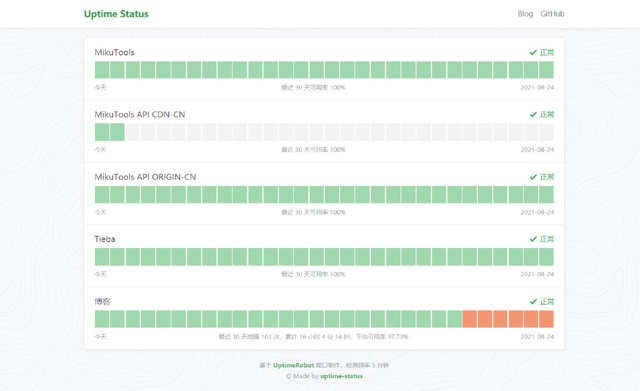 Uptime Status
Blog GitHub
MikuTools ✓ 正常
今天 最近 30 天可用率 100% 2021-08-24
MikuTools API CDN-CN ✓ 正常
今天 最近 30 天可用率 100% 2021-08-24
MikuTools API ORIGIN-CN ✓ 正常
今天 最近 30 天可用率 100% 2021-08-24
Tieba ✓ 正常
今天 最近 30 天可用率 100% 2021-08-24
博客 ✓ 正常
今天 最近 30 天故障 103 次，累计 16 小时 4 分 14 秒，平均可用率 97.73% 2021-08-24
基于 UptimeRobot 接口制作，检测频率 5 分钟
© Made by uptime-status